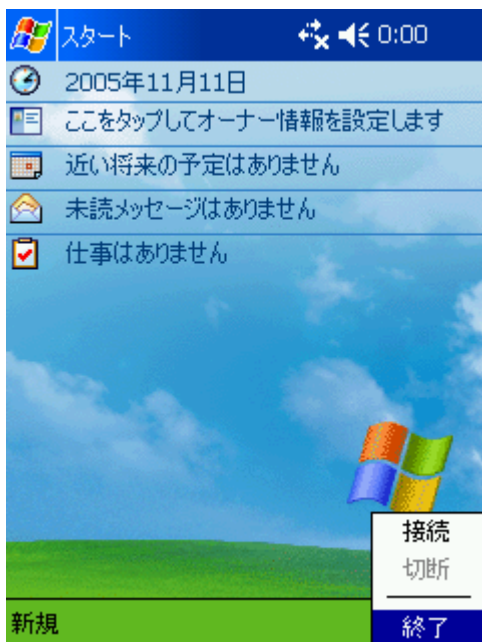 スタート 0:00
2005年11月11日
ここをタップしてオーナー情報を設定します
近い将来の予定はありません
未読メッセージはありません
仕事はありません
接続
切断
終了
新規